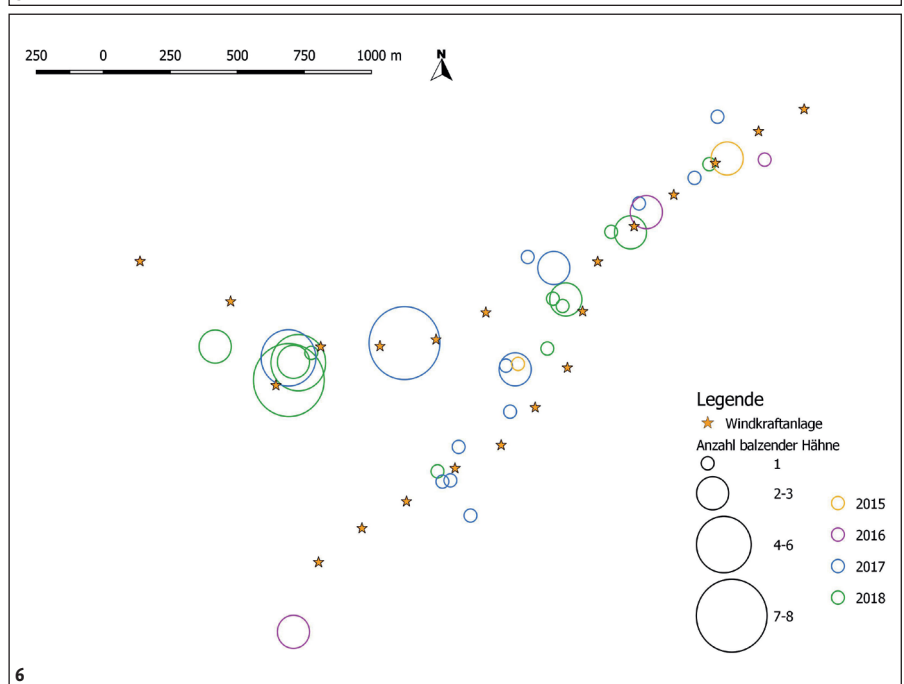 250 0 250 500 750 1000 m
N
Legende
Windkraftanlage
Anzahl balzender Hähne
1
2-3
4-6
7-8
2015
2016
2017
2018
6